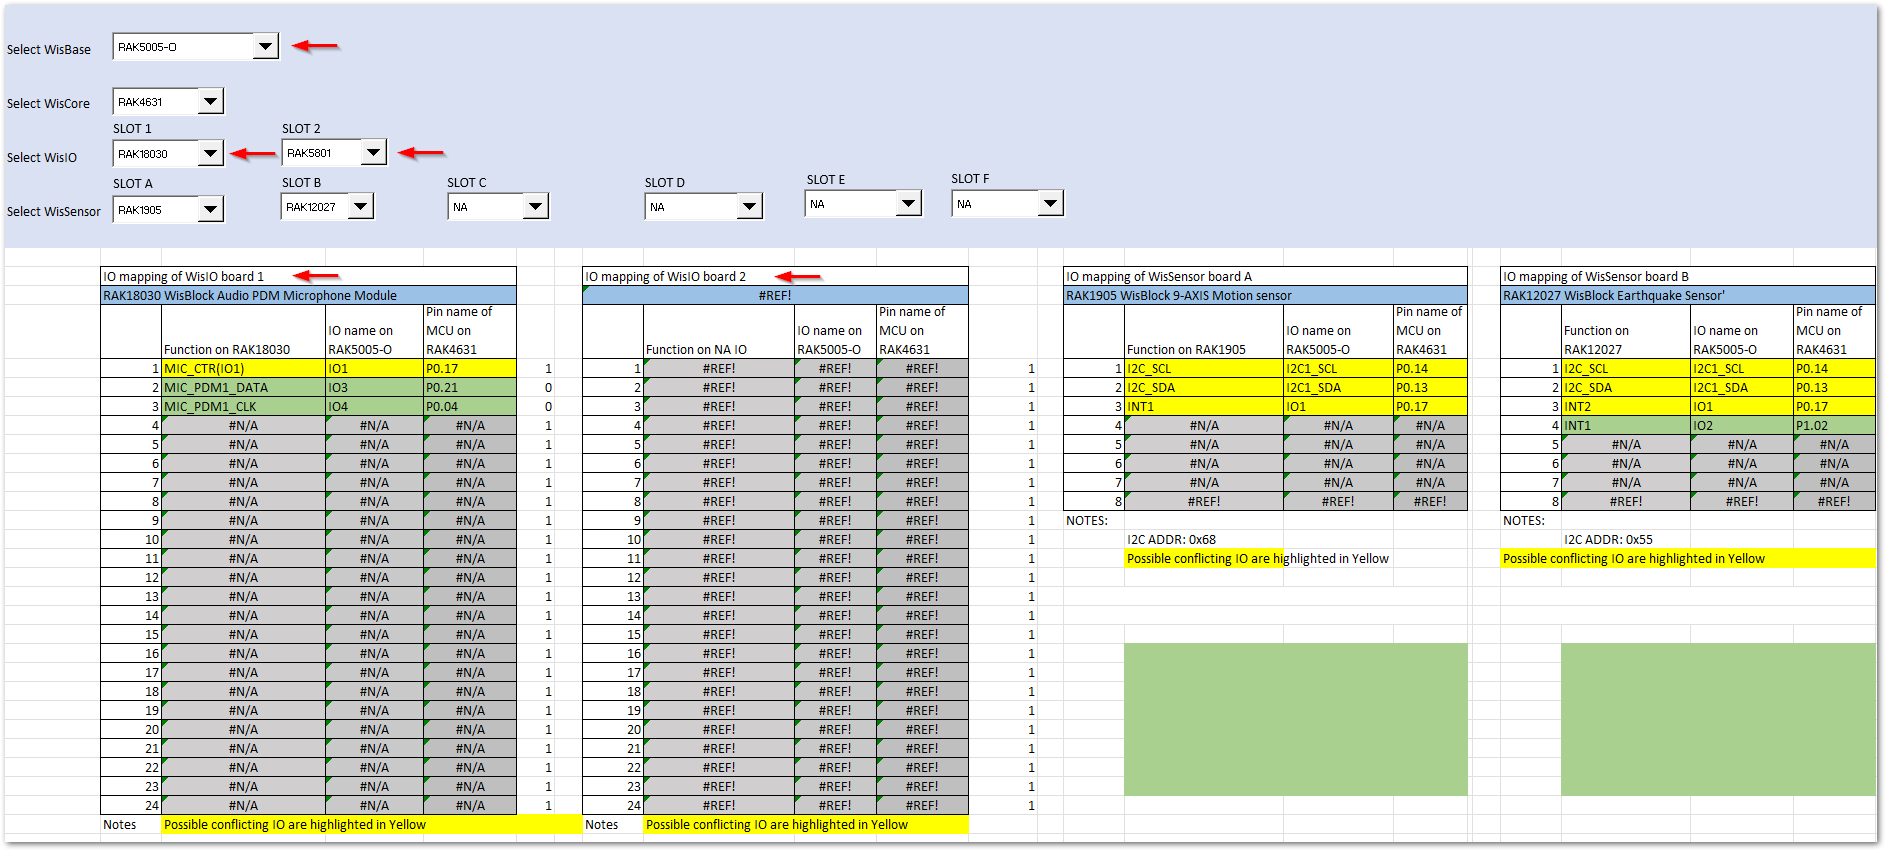 Select WisBase RAK5005-O
Select WisCore RAK4631
SLOT 1 SLOT 2
Select WisIO RAK18030 RAK5801
SLOT A SLOT B SLOT C SLOT D SLOT E SLOT F
Select WisSensor RAK1905 RAK12027 NA NA NA NA
IO mapping of WisIO board 1
RAK18030 WisBlock Audio PDM Microphone Module
Function on RAK18030 IO name on RAK5005-O Pin name of MCU on RAK4631
1 MIC_CTR(IO1) IO1 P0.17 1
2 MIC_PDM1_DATA IO3 P0.21 0
3 MIC_PDM1_CLK IO4 P0.04 0
4 #N/A #N/A #N/A 1
5 #N/A #N/A #N/A 1
6 #N/A #N/A #N/A 1
7 #N/A #N/A #N/A 1
8 #N/A #N/A #N/A 1
9 #N/A #N/A #N/A 1
10 #N/A #N/A #N/A 1
11 #N/A #N/A #N/A 1
12 #N/A #N/A #N/A 1
13 #N/A #N/A #N/A 1
14 #N/A #N/A #N/A 1
15 #N/A #N/A #N/A 1
16 #N/A #N/A #N/A 1
17 #N/A #N/A #N/A 1
18 #N/A #N/A #N/A 1
19 #N/A #N/A #N/A 1
20 #N/A #N/A #N/A 1
21 #N/A #N/A #N/A 1
22 #N/A #N/A #N/A 1
23 #N/A #N/A #N/A 1
24 #N/A #N/A #N/A 1
Notes Possible conflicting IO are highlighted in Yellow
IO mapping of WisIO board 2
#REF!
Function on NA IO IO name on RAK5005-O Pin name of MCU on RAK4631
1 #REF! #REF! #REF! 1
2 #REF! #REF! #REF! 1
3 #REF! #REF! #REF! 1
4 #REF! #REF! #REF! 1
5 #REF! #REF! #REF! 1
6 #REF! #REF! #REF! 1
7 #REF! #REF! #REF! 1
8 #REF! #REF! #REF! 1
9 #REF! #REF! #REF! 1
10 #REF! #REF! #REF! 1
11 #REF! #REF! #REF! 1
12 #REF! #REF! #REF! 1
13 #REF! #REF! #REF! 1
14 #REF! #REF! #REF! 1
15 #REF! #REF! #REF! 1
16 #REF! #REF! #REF! 1
17 #REF! #REF! #REF! 1
18 #REF! #REF! #REF! 1
19 #REF! #REF! #REF! 1
20 #REF! #REF! #REF! 1
21 #REF! #REF! #REF! 1
22 #REF! #REF! #REF! 1
23 #REF! #REF! #REF! 1
24 #REF! #REF! #REF! 1
Notes Possible conflicting IO are highlighted in Yellow
IO mapping of WisSensor board A
RAK1905 WisBlock 9-AXIS Motion sensor
Function on RAK1905 IO name on RAK5005-O Pin name of MCU on RAK4631
1 I2C_SCL I2C1_SCL P0.14
2 I2C_SDA I2C1_SDA P0.13
3 INT1 IO1 P0.17
4 #N/A #N/A #N/A
5 #N/A #N/A #N/A
6 #N/A #N/A #N/A
7 #N/A #N/A #N/A
8 #REF! #REF! #REF!
NOTES:
I2C ADDR: 0x68
Possible conflicting IO are highlighted in Yellow
IO mapping of WisSensor board B
RAK12027 WisBlock Earthquake Sensor'
Function on RAK12027 IO name on RAK5005-O Pin name of MCU on RAK4631
1 I2C_SCL I2C1_SCL P0.14
2 I2C_SDA I2C1_SDA P0.13
3 INT2 IO1 P0.17
4 INT1 IO2 P1.02
5 #N/A #N/A #N/A
6 #N/A #N/A #N/A
7 #N/A #N/A #N/A
8 #REF! #REF! #REF!
NOTES:
I2C ADDR: 0x55
Possible conflicting IO are highlighted in Yellow